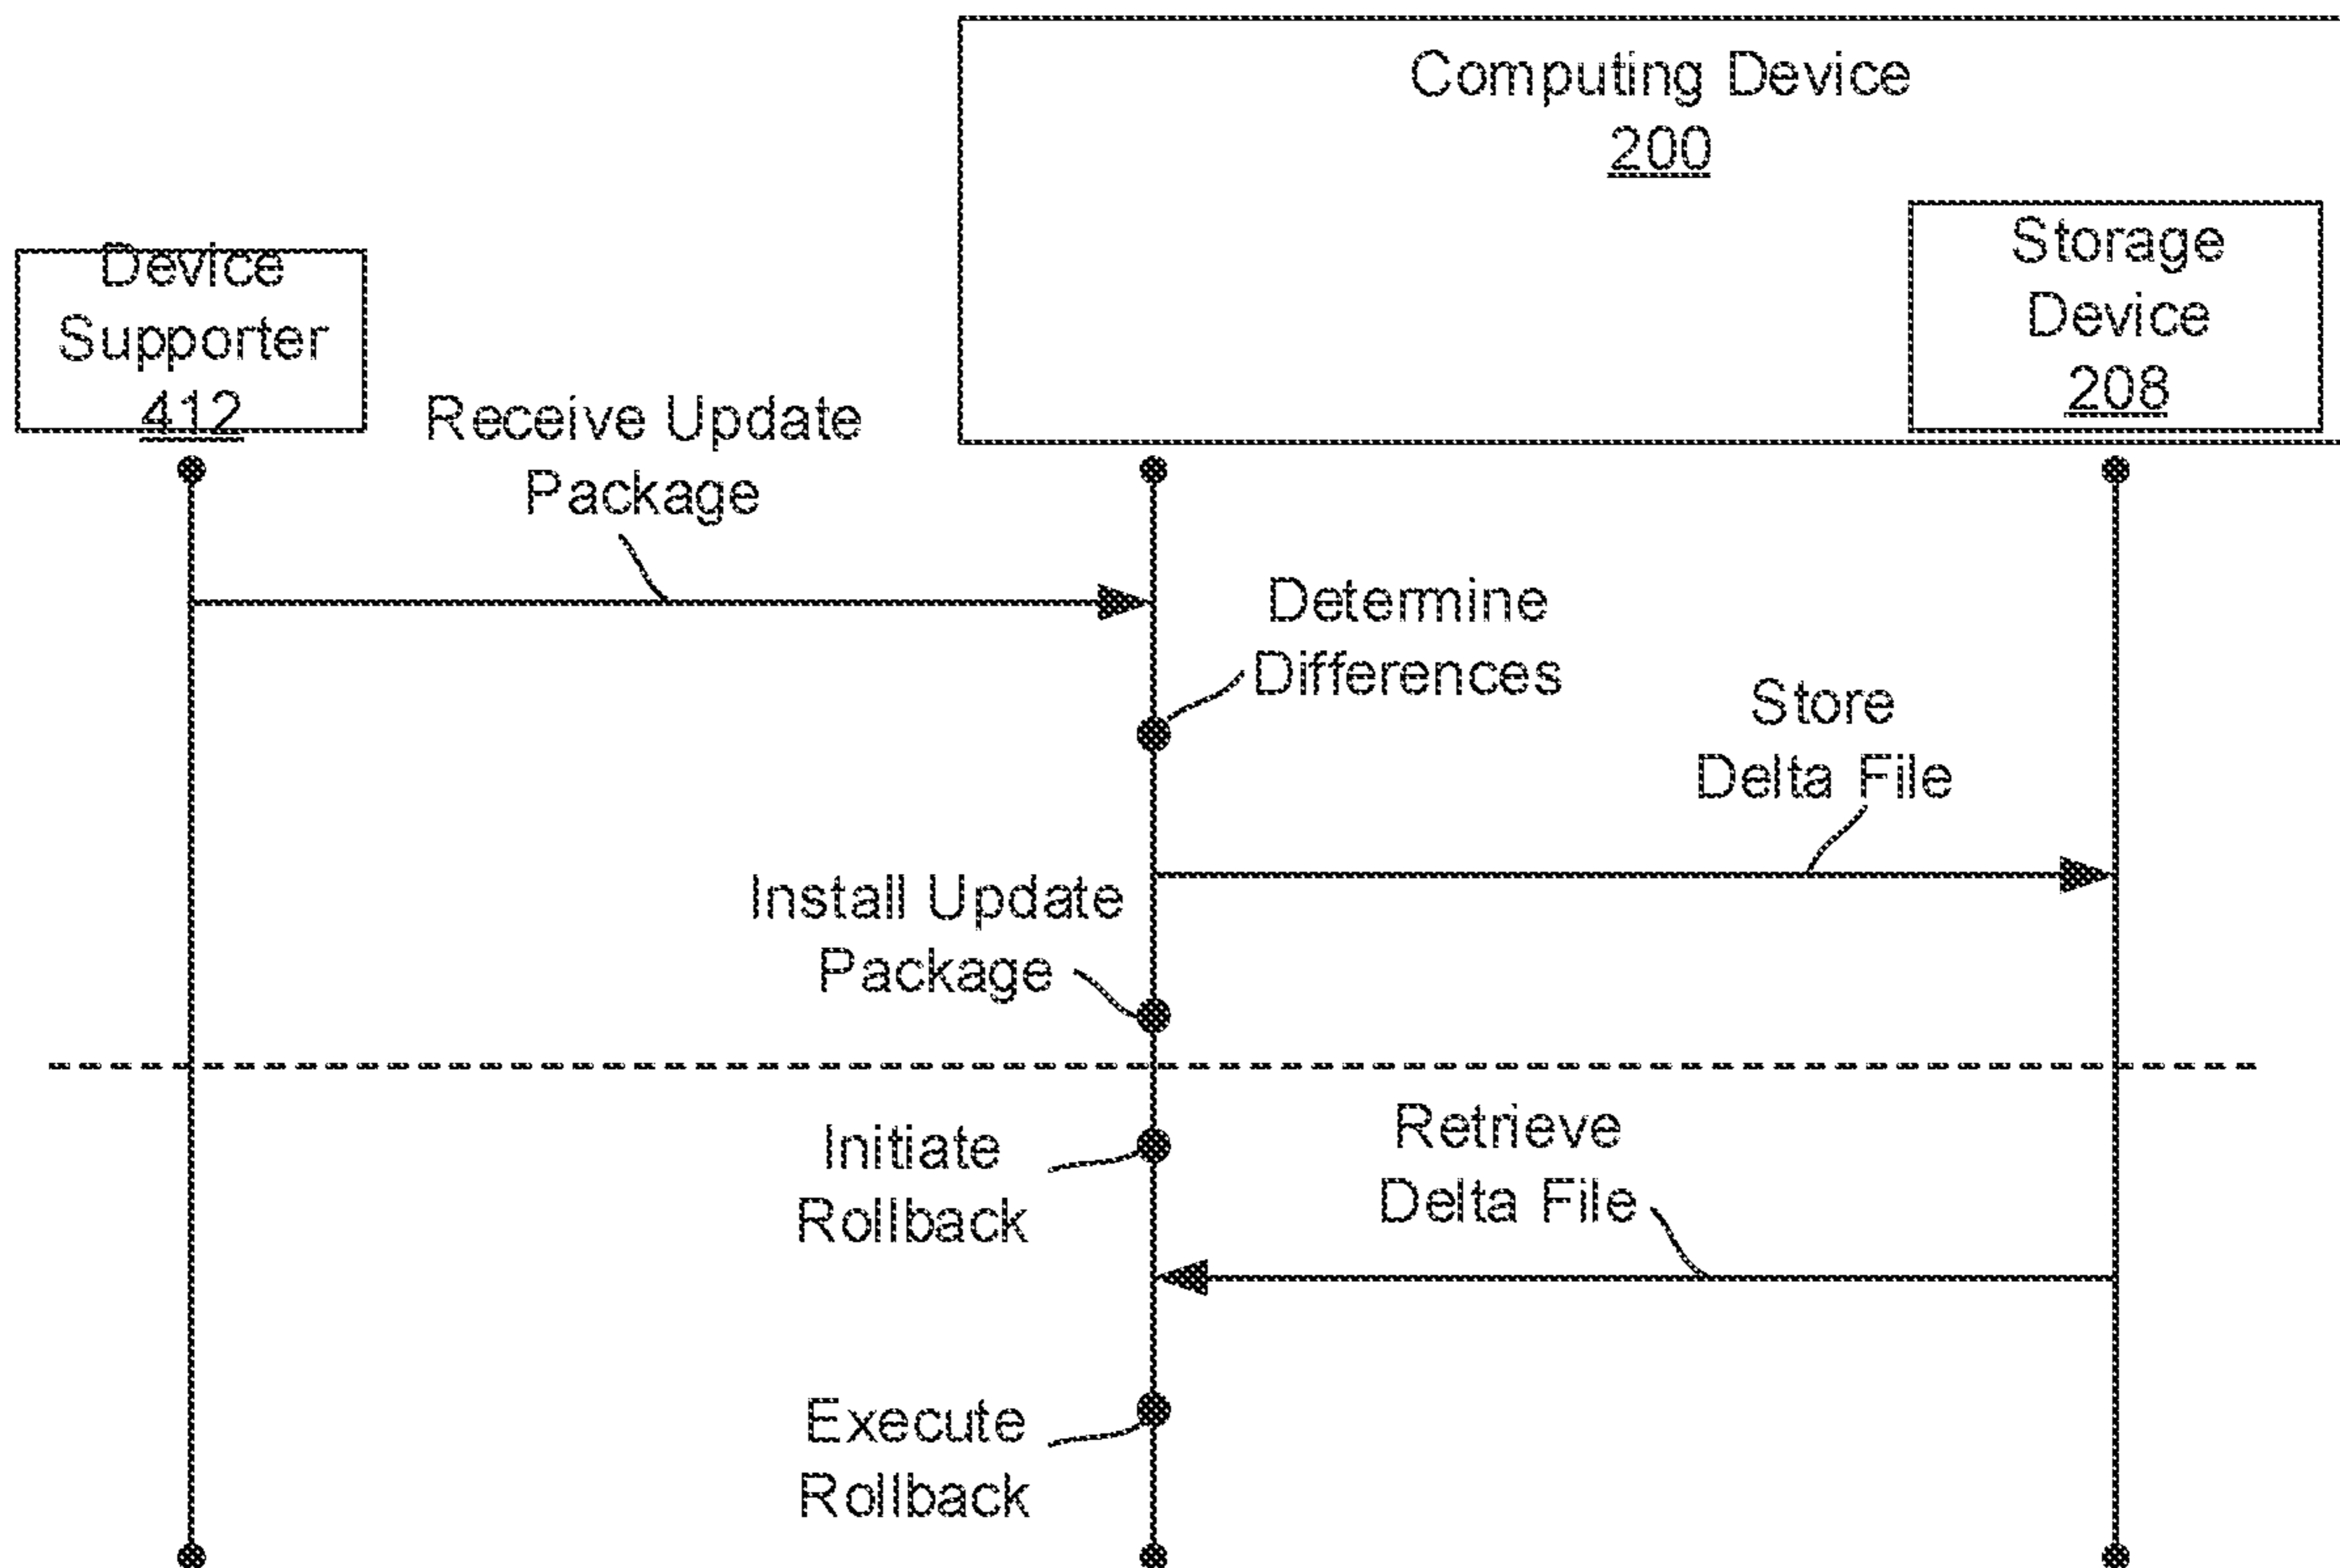 Computing Device
200
Storage
Device
208
Device
Supporter
412
Receive Update
Package
Determine
Differences
Store
Delta File
Install Update
Package
Initiate
Rollback
Retrieve
Delta File
Execute
Rollback